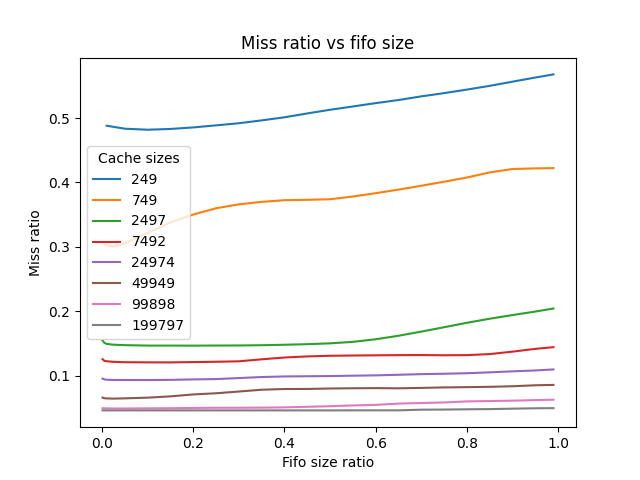 Miss ratio vs fifo size
Miss ratio
0.5
0.4
0.3
0.2
0.1
Cache sizes
249
749
2497
7492
24974
49949
99898
199797
0.0 0.2 0.4 0.6 0.8 1.0
Fifo size ratio